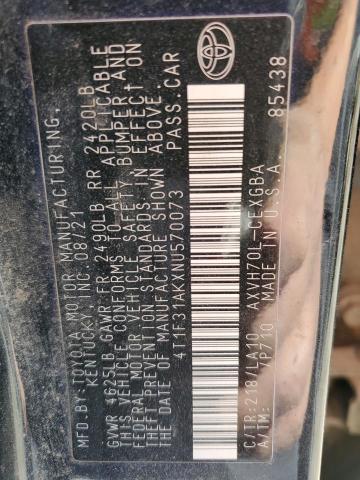 MFD.BY:TOYOTA MOTOR MANUFACTURING,
KENTUCKY, INC. 08/21
GVWR 4625LB GAWR FR 2490LB RR 2420LB
THIS VEHICLE CONFORMS TO ALL APPLICABLE
FEDERAL MOTOR VEHICLE SAFETY, BUMPER AND
THEFT PREVENTION STANDARDS IN EFFECT ON
THE DATE OF MANUFACTURE SHOWN ABOVE.
4T1F31AKXNU570073 PASS.CAR
C/TR:218/LA10 AXVH70L-CEXGBA
A/TM: -/P710 MADE IN U.S.A.
85438